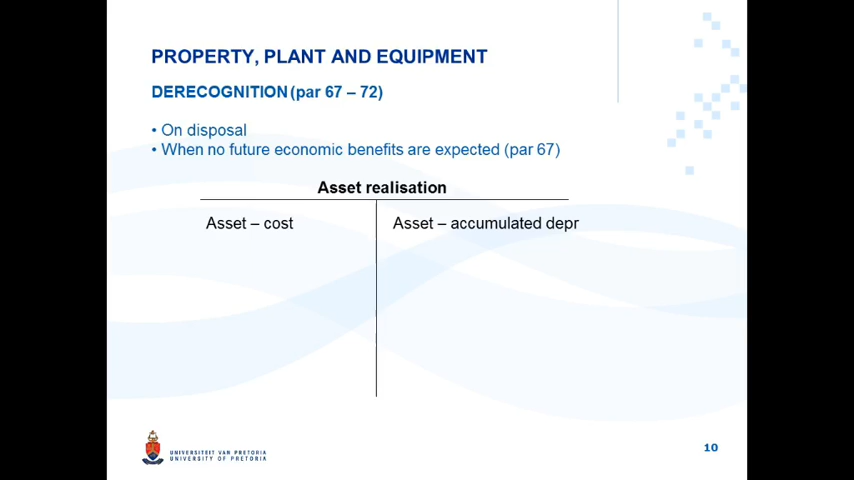 PROPERTY, PLANT AND EQUIPMENT
DERECOGNITION (par 67 – 72)
• On disposal
• When no future economic benefits are expected (par 67)
Asset realisation
Asset – cost
Asset – accumulated depr
UNIVERSITEIT VAN PRETORIA
UNIVERSITY OF PRETORIA
10